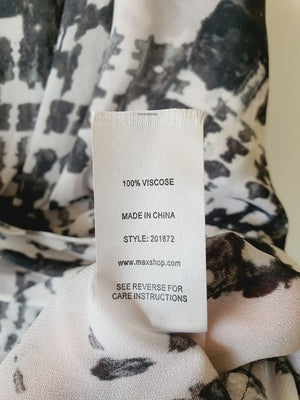 100% VISCOSE
MADE IN CHINA
STYLE: 201872
www.maxshop.com
SEE REVERSE FOR
CARE INSTRUCTIONS